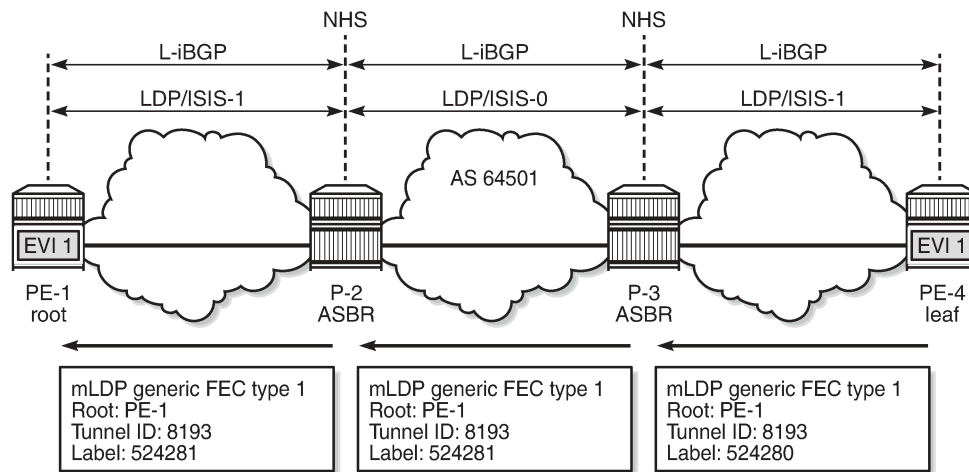 NHS
NHS
L-iBGP
L-iBGP
L-iBGP
LDP/ISIS-1
LDP/ISIS-0
LDP/ISIS-1
AS 64501
EVI 1
EVI 1
PE-1
root
P-2
ASBR
P-3
ASBR
PE-4
leaf
mLDP generic FEC type 1
Root: PE-1
Tunnel ID: 8193
Label: 524281
mLDP generic FEC type 1
Root: PE-1
Tunnel ID: 8193
Label: 524281
mLDP generic FEC type 1
Root: PE-1
Tunnel ID: 8193
Label: 524280